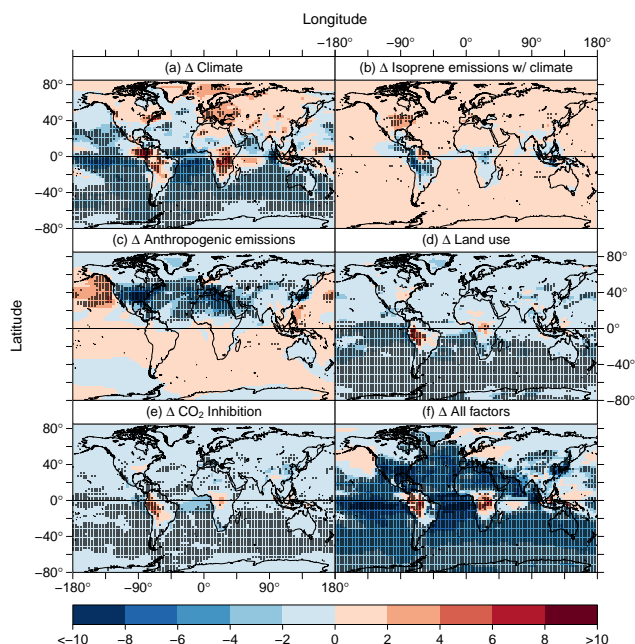 Longitude
−180° −90° 0° 90° 180°
(a) Δ Climate
(b) Δ Isoprene emissions w/ climate
80°
40°
0°
−40°
−80°
(c) Δ Anthropogenic emissions
(d) Δ Land use
80°
40°
0°
−40°
−80°
Latitude
(e) Δ CO₂ Inhibition
(f) Δ All factors
80°
40°
0°
−40°
−80°
−180° −90° 0° 90° −180°
<−10 −8 −6 −4 −2 0 2 4 6 8 >10